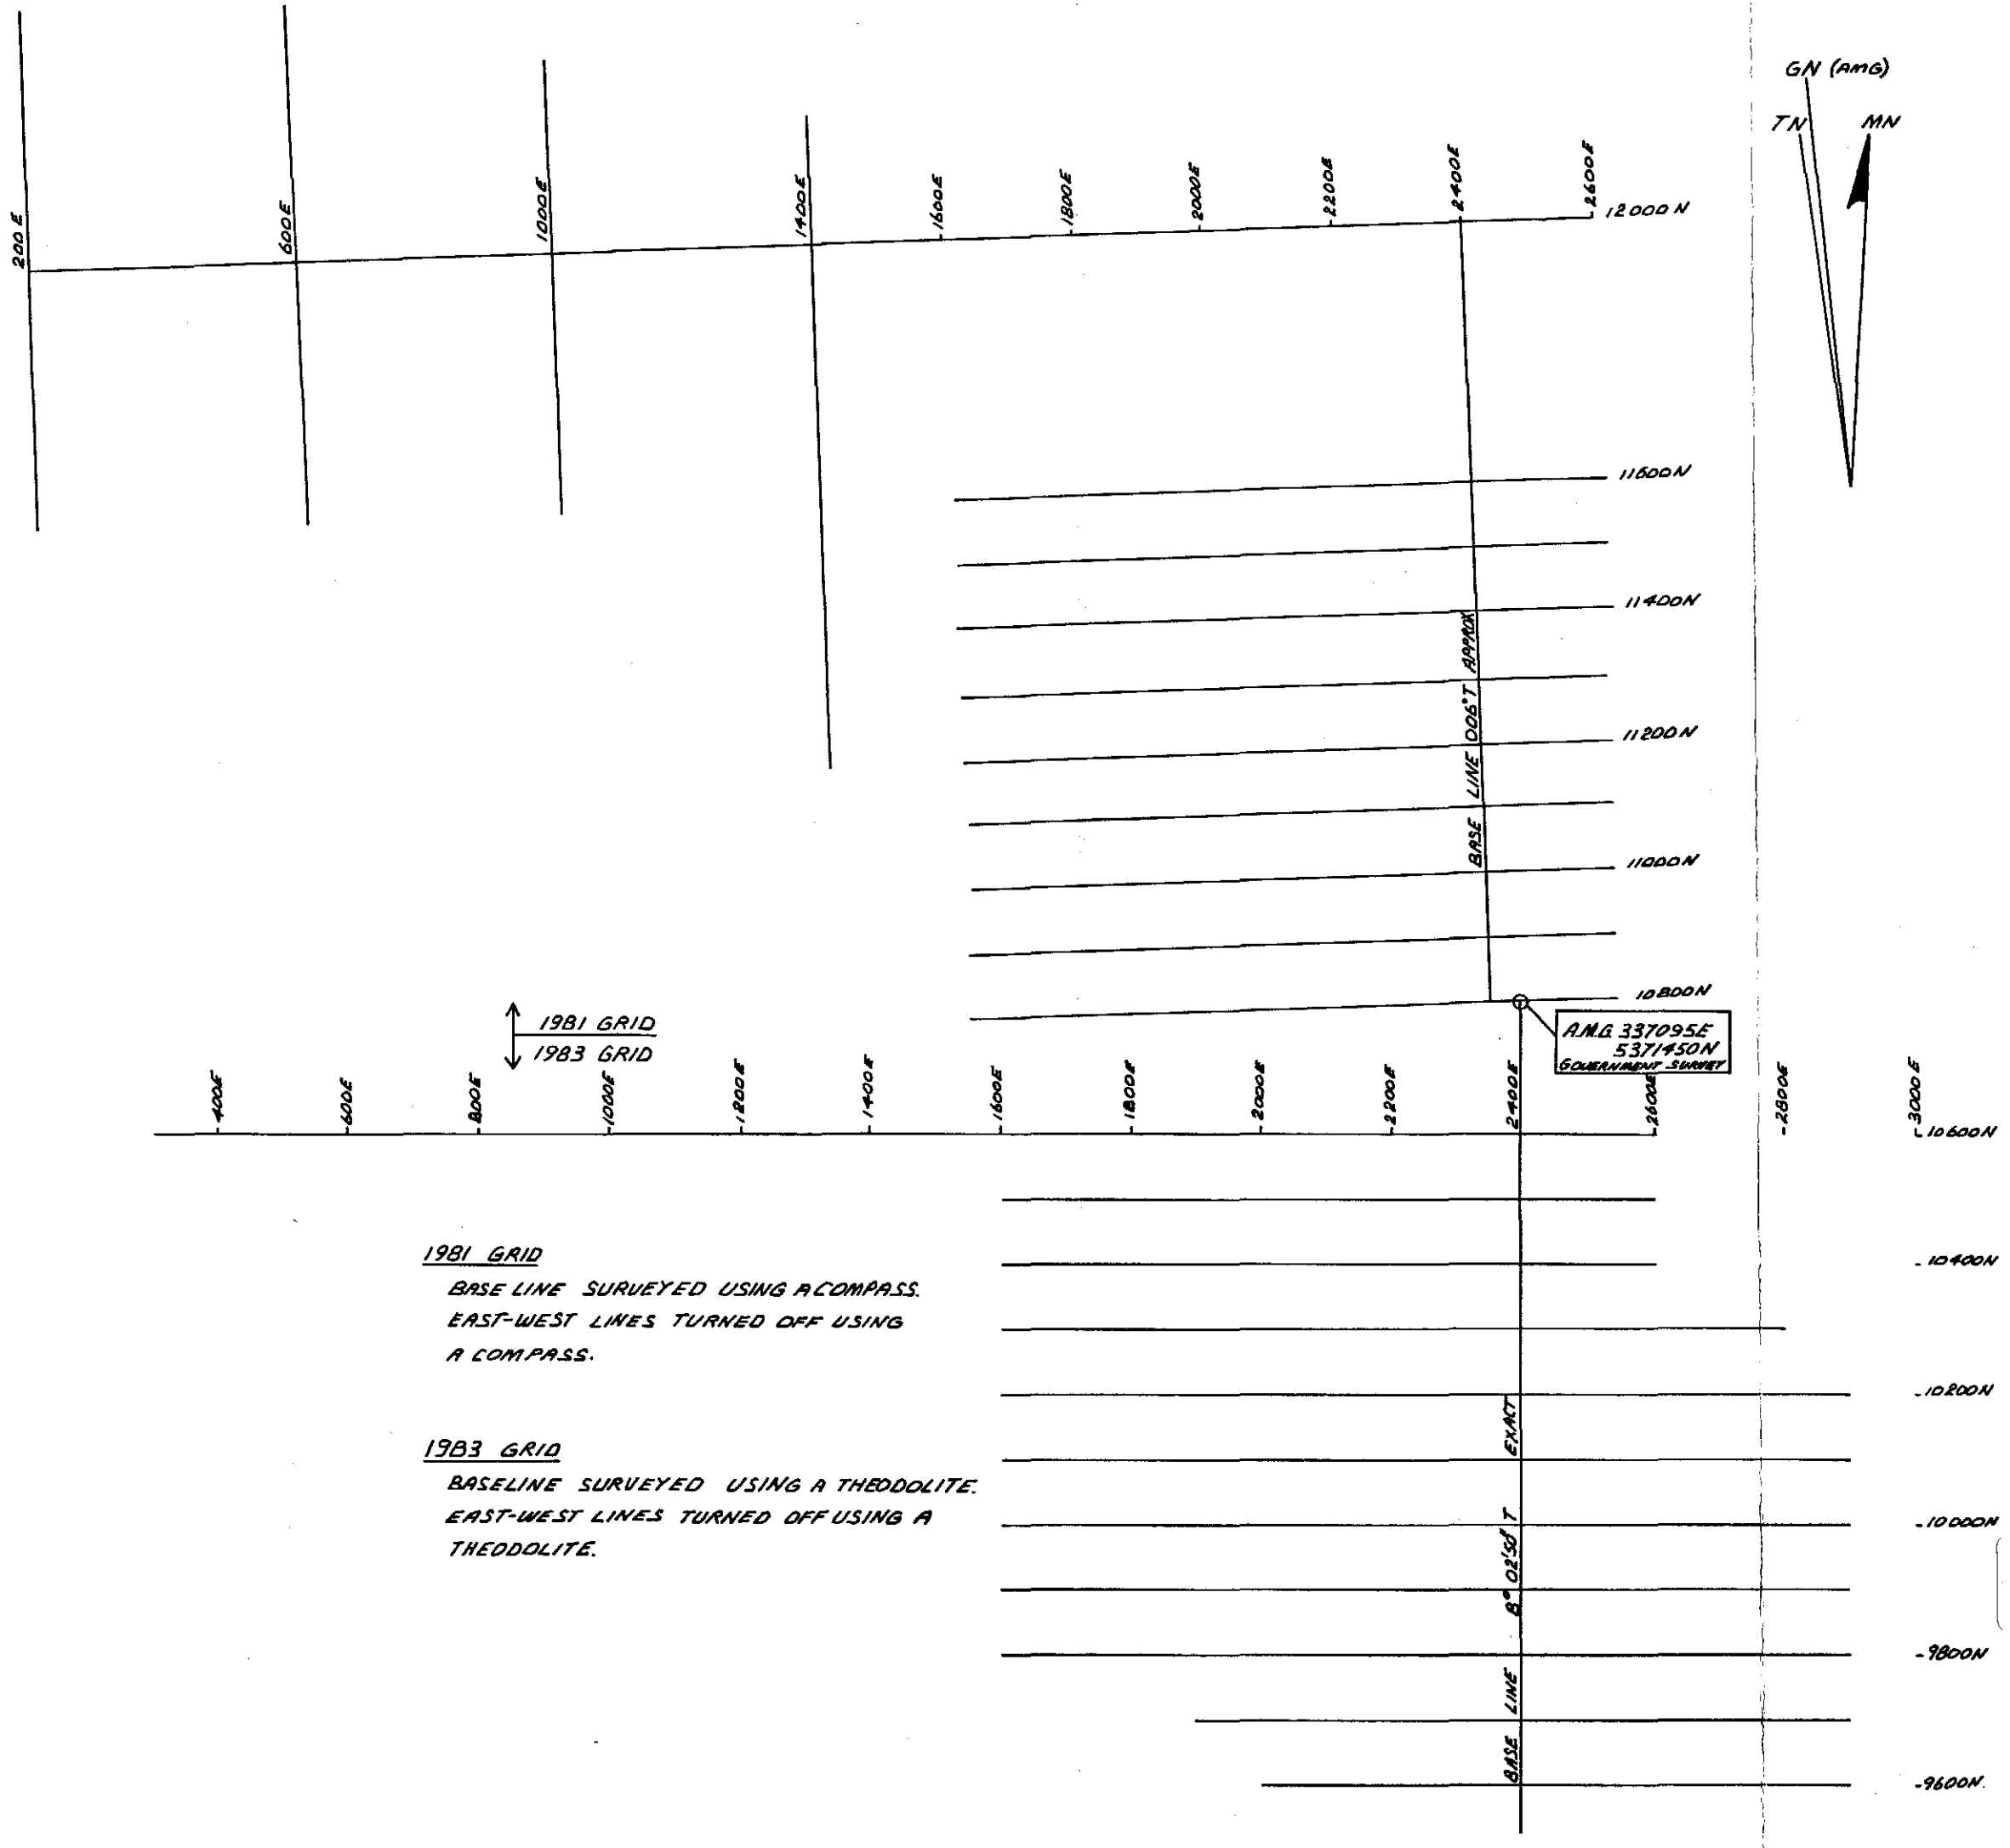 GN (AMG)
TN
MN
200E
600E
1000E
1400E
1600E
1800E
2000E
2200E
2400E
2600E
12000N
11600N
11400N
BASE LINE 006°T APPROX
11200N
11000N
10800N
1981 GRID
1983 GRID
A.M.G. 337095E
5371450N
GOVERNMENT SURVEY
400E
600E
800E
1000E
1200E
1400E
1600E
1800E
2000E
2200E
2400E
2600E
2800E
3000E
10600N
1981 GRID
BASE LINE SURVEYED USING A COMPASS.
EAST-WEST LINES TURNED OFF USING
A COMPASS.
10400N
10200N
1983 GRID
BASELINE SURVEYED USING A THEODOLITE.
EAST-WEST LINES TURNED OFF USING A
THEODOLITE.
BASE LINE 8° 02'50" T EXACT
10000N
9800N
9600N.